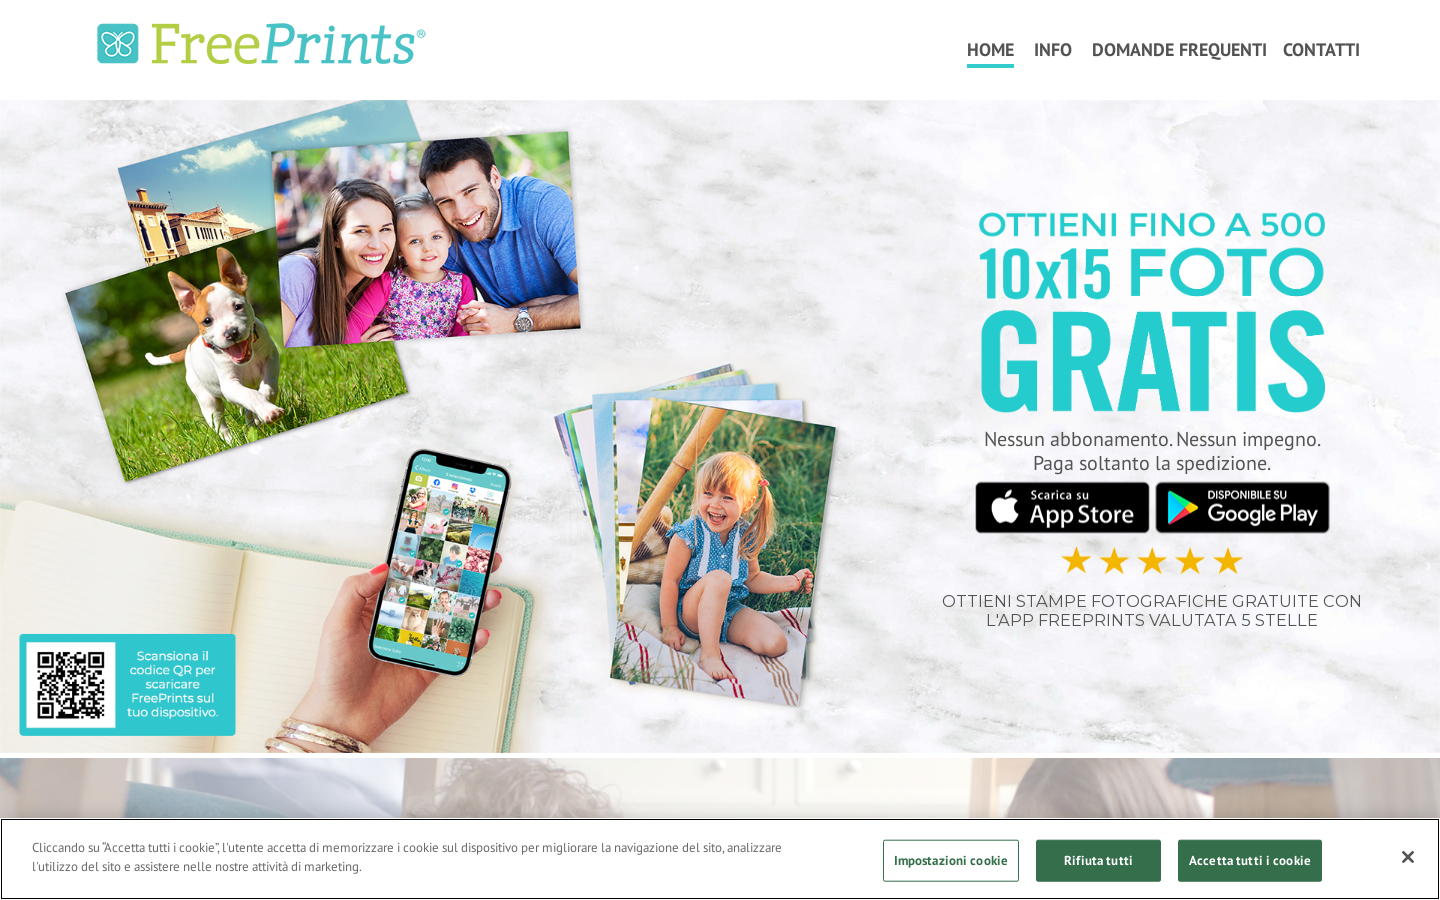 FreePrints®
HOME INFO DOMANDE FREQUENTI CONTATTI
OTTIENI FINO A 500
10x15 FOTO
GRATIS
Nessun abbonamento. Nessun impegno.
Paga soltanto la spedizione.
Scarica su
App Store
DISPONIBILE SU
Google Play
OTTIENI STAMPE FOTOGRAFICHE GRATUITE CON
L'APP FREEPRINTS VALUTATA 5 STELLE
Scansiona il
codice QR per
scaricare
FreePrints sul
tuo dispositivo.
Cliccando su “Accetta tutti i cookie”, l'utente accetta di memorizzare i cookie sul dispositivo per migliorare la navigazione del sito, analizzare
l'utilizzo del sito e assistere nelle nostre attività di marketing.
Impostazioni cookie
Rifiuta tutti
Accetta tutti i cookie